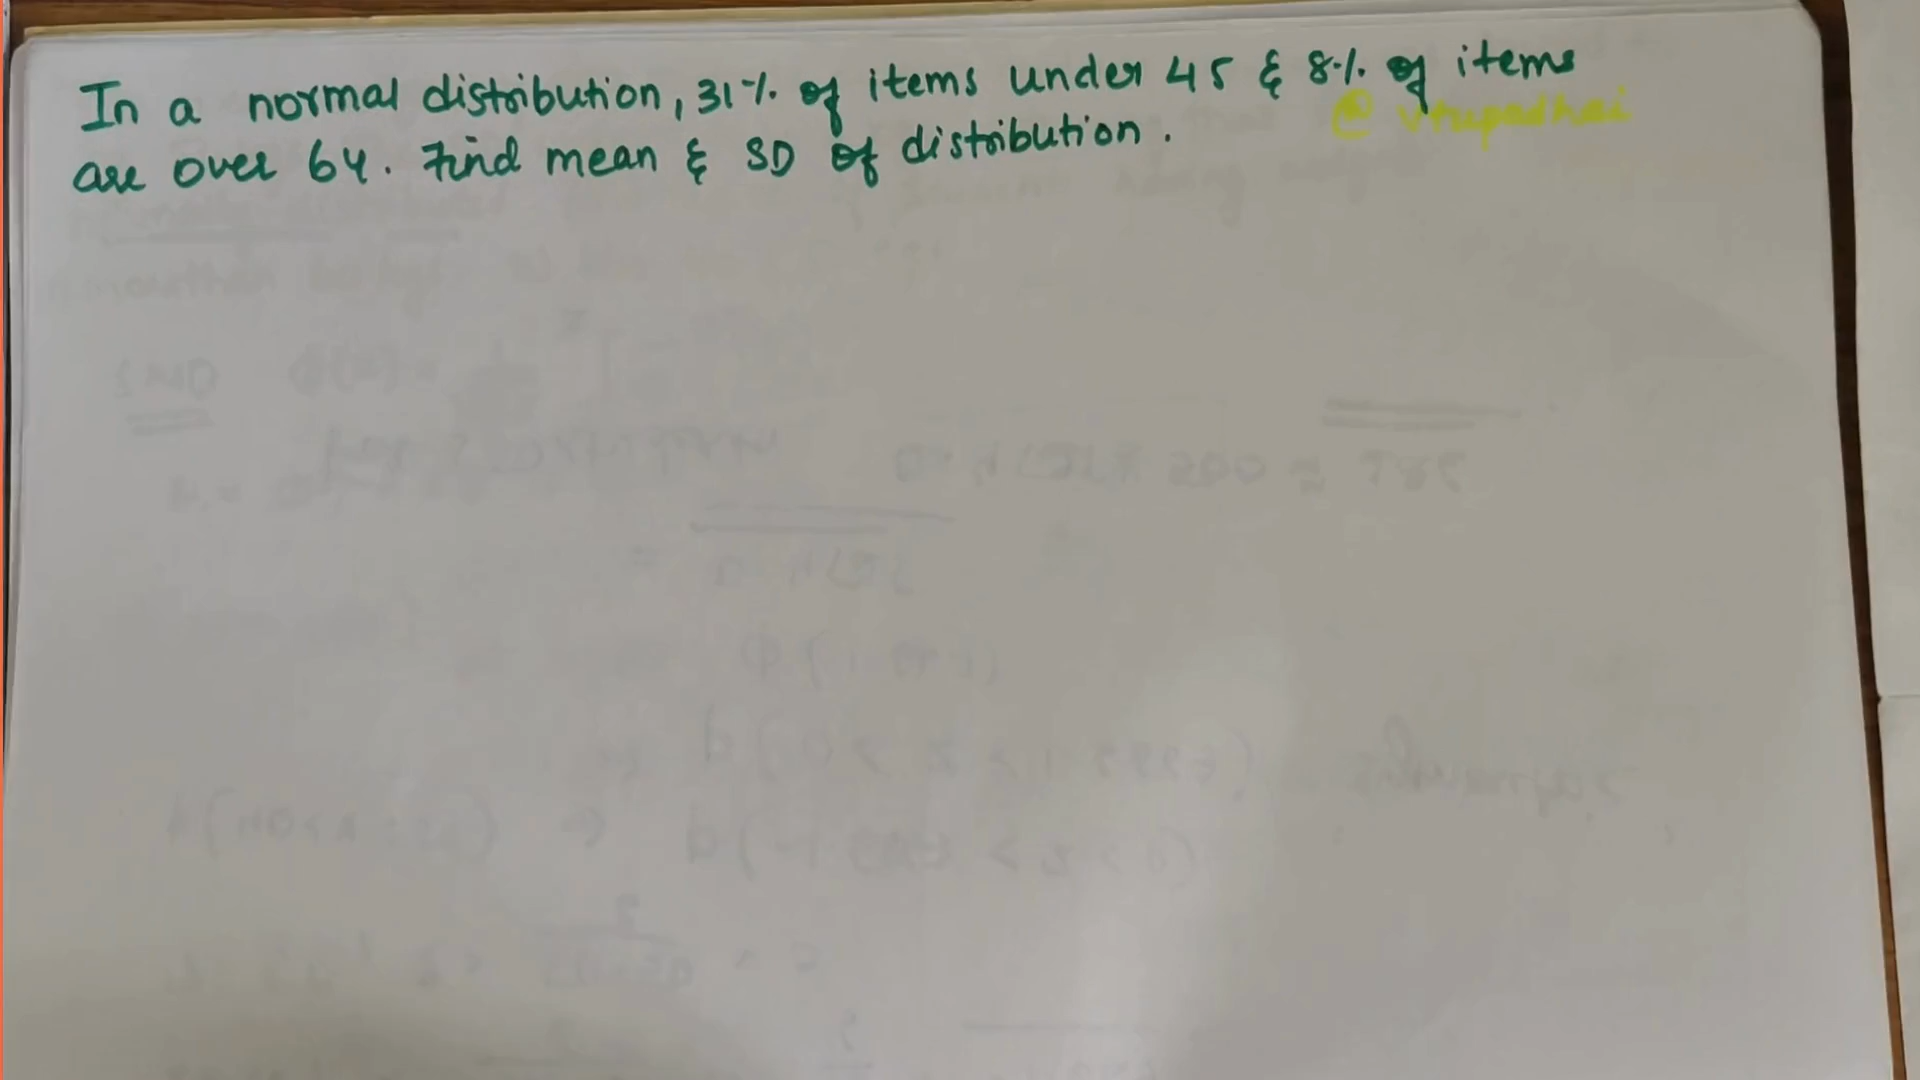 In a normal distribution, 31% of items under 45 & 8% of items
@vtupadhai
are over 64. Find mean & SD of distribution.